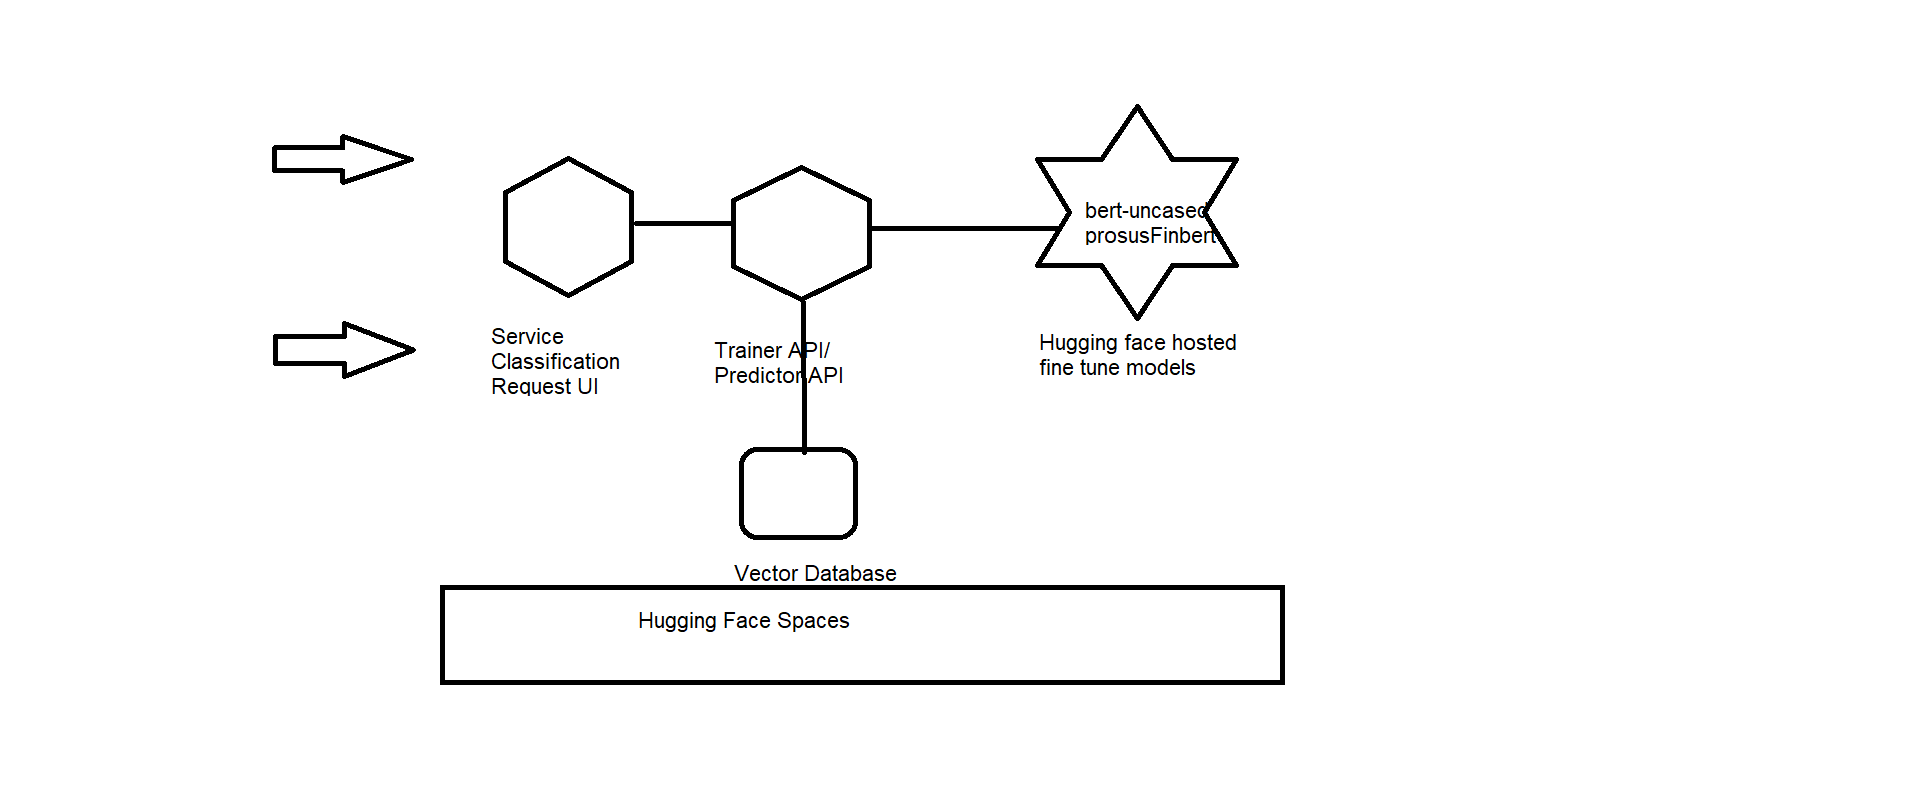 bert-uncased
prosusFinbert
Service
Classification
Request UI
Trainer API/
Predictor API
Hugging face hosted
fine tune models
Vector Database
Hugging Face Spaces